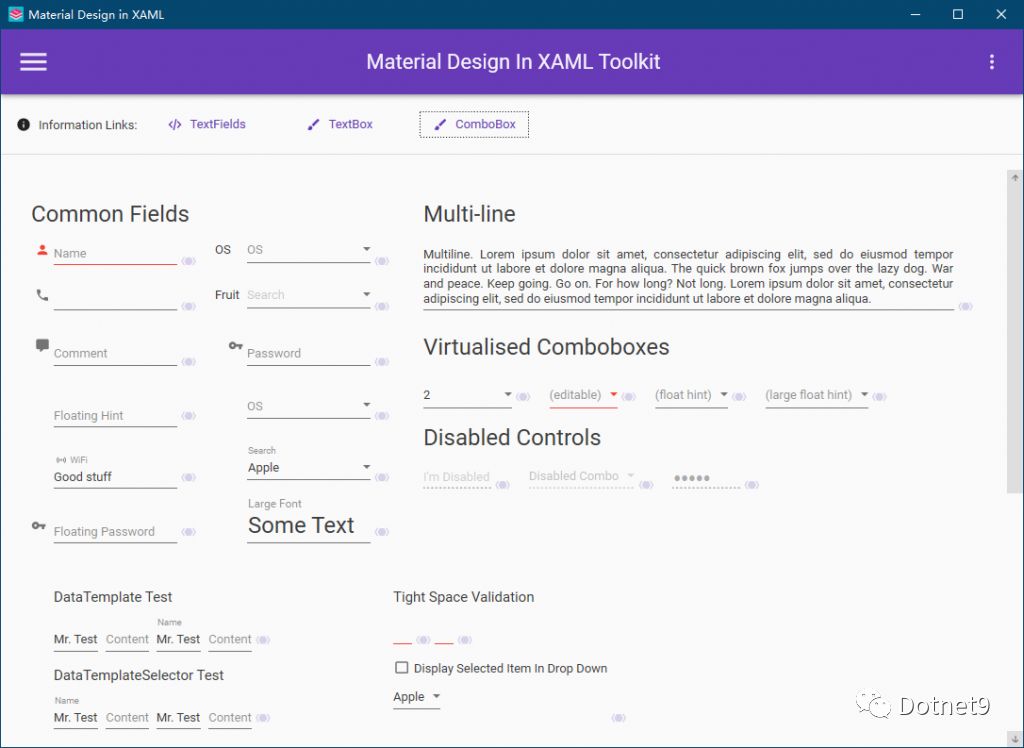 Material Design in XAML
Material Design In XAML Toolkit
Information Links: TextFields TextBox ComboBox
Common Fields
Name OS OS
Fruit Search
Comment Password
Floating Hint OS
WiFi Search
Good stuff Apple
Large Font
Floating Password Some Text
Multi-line
Multiline. Lorem ipsum dolor sit amet, consectetur adipiscing elit, sed do eiusmod tempor
incididunt ut labore et dolore magna aliqua. The quick brown fox jumps over the lazy dog. War
and peace. Keep going. Go on. For how long? Not long. Lorem ipsum dolor sit amet, consectetur
adipiscing elit, sed do eiusmod tempor incididunt ut labore et dolore magna aliqua.
Virtualised Comboboxes
2 (editable) (float hint) (large float hint)
Disabled Controls
I'm Disabled Disabled Combo ●●●●●
DataTemplate Test
Name
Mr. Test Content Mr. Test Content
DataTemplateSelector Test
Name
Mr. Test Content Mr. Test Content
Tight Space Validation
Display Selected Item In Drop Down
Apple
Dotnet9